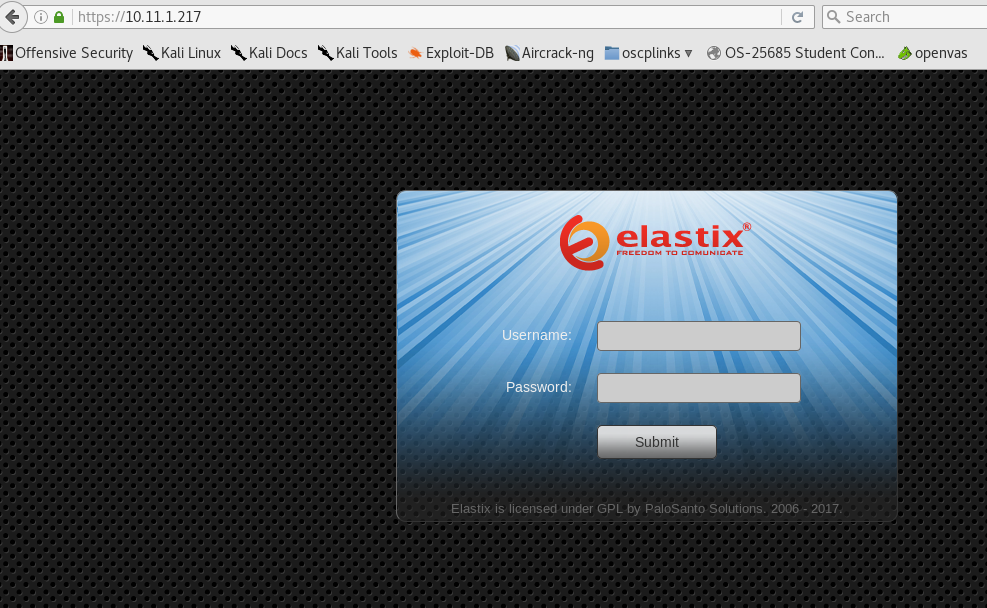 https://10.11.1.217 Search
Offensive Security Kali Linux Kali Docs Kali Tools Exploit-DB Aircrack-ng oscplinks OS-25685 Student Con... openvas
elastix®
FREEDOM TO COMUNICATE
Username:
Password:
Submit
Elastix is licensed under GPL by PaloSanto Solutions. 2006 - 2017.